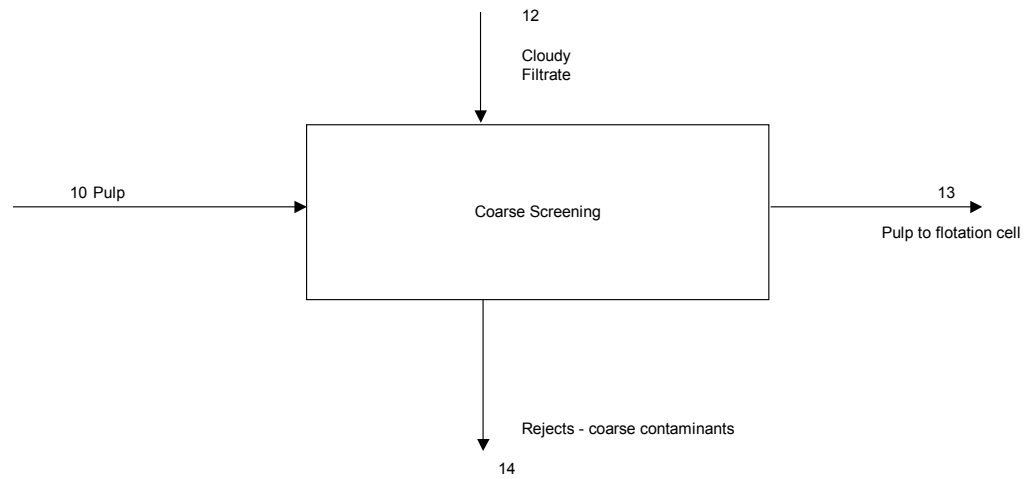 12
Cloudy
Filtrate
10 Pulp
Coarse Screening
13
Pulp to flotation cell
Rejects - coarse contaminants
14